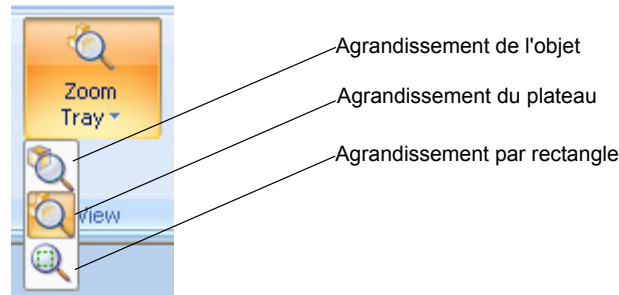 Zoom
Tray
View
Agrandissement de l'objet
Agrandissement du plateau
Agrandissement par rectangle